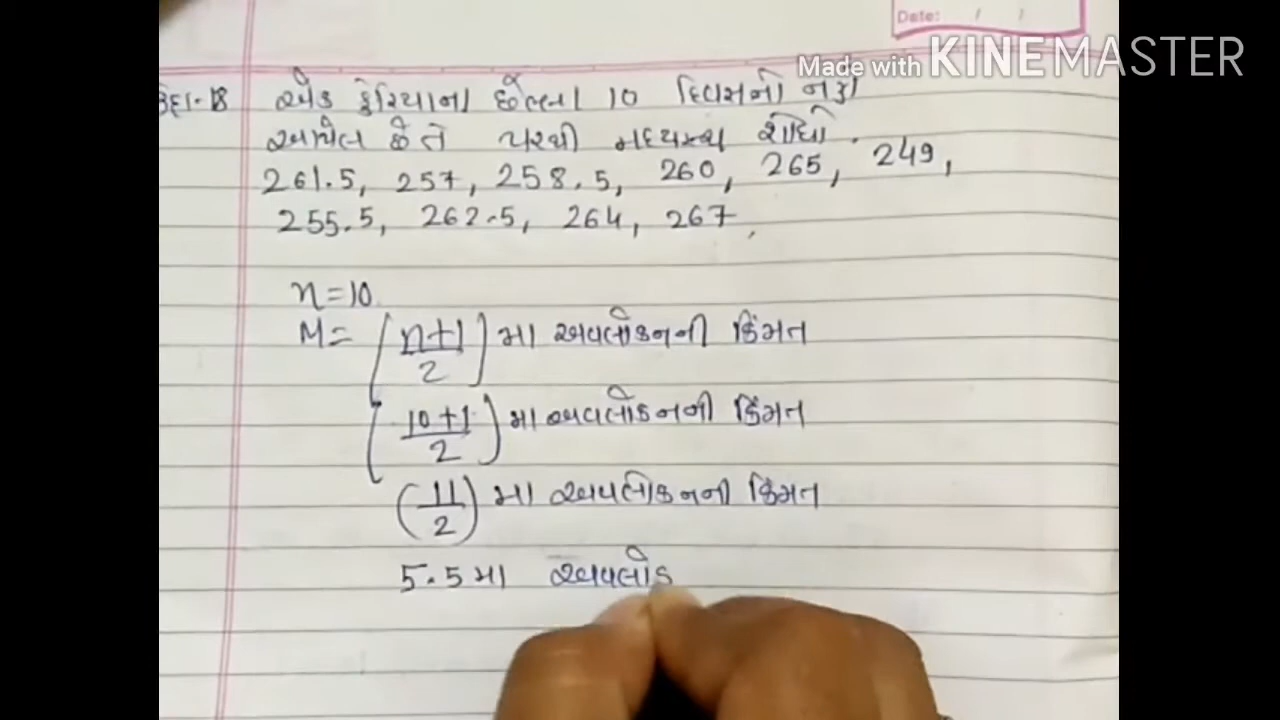 Date: / /
Made with KINEMASTER
ઉદા-18 એક ફેરિયાના છેલ્લા 10 દિવસનો નફો
આપેલ છે તે પરથી મધ્યસ્થ શોધો.
261.5, 257, 258.5, 260, 265, 249,
255.5, 262.5, 264, 267
n=10
M= (n+1/2) મા અવલોકનની કિંમત
(10+1/2) મા અવલોકનની કિંમત
(11/2) મા અવલોકનની કિંમત
5.5 મા અવલોક